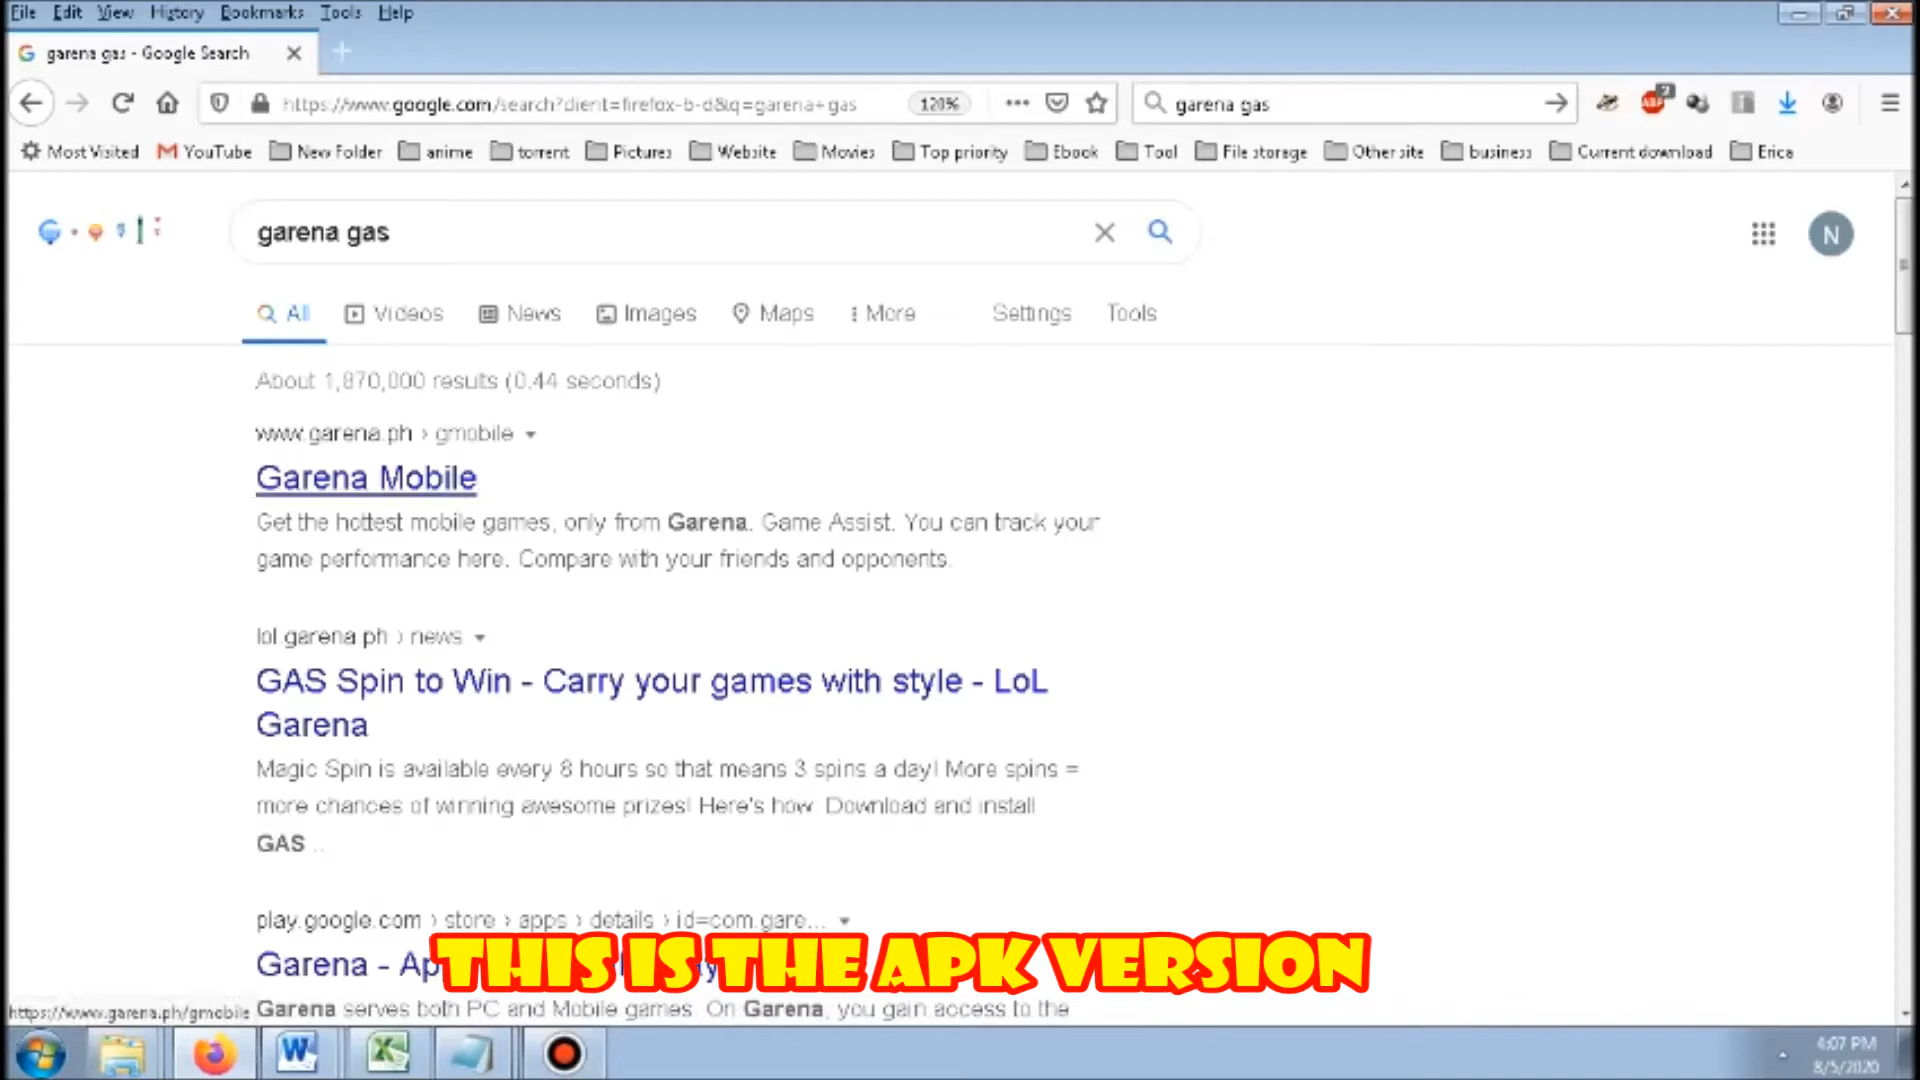 File Edit View History Bookmarks Tools Help
garena gas - Google Search
https://www.google.com/search?client=firefox-b-d&q=garena+gas 120% garena gas
Most Visited YouTube New Folder anime torrent Pictures Website Movies Top priority Ebook Tool File storage Other site business Current download Erica
garena gas
N
All Videos News Images Maps More Settings Tools
About 1,870,000 results (0.44 seconds)
www.garena.ph › gmobile
Garena Mobile
Get the hottest mobile games, only from Garena. Game Assist. You can track your
game performance here. Compare with your friends and opponents.
lol.garena.ph › news
GAS Spin to Win - Carry your games with style - LoL
Garena
Magic Spin is available every 8 hours so that means 3 spins a day! More spins =
more chances of winning awesome prizes! Here's how. Download and install
GAS ...
play.google.com › store › apps › details › id=com.gare...
Garena -
THIS IS THE APK VERSION
https://www.garena.ph/gmobile
Garena serves both PC and Mobile games. On Garena, you gain access to the
4:07 PM
8/5/2020